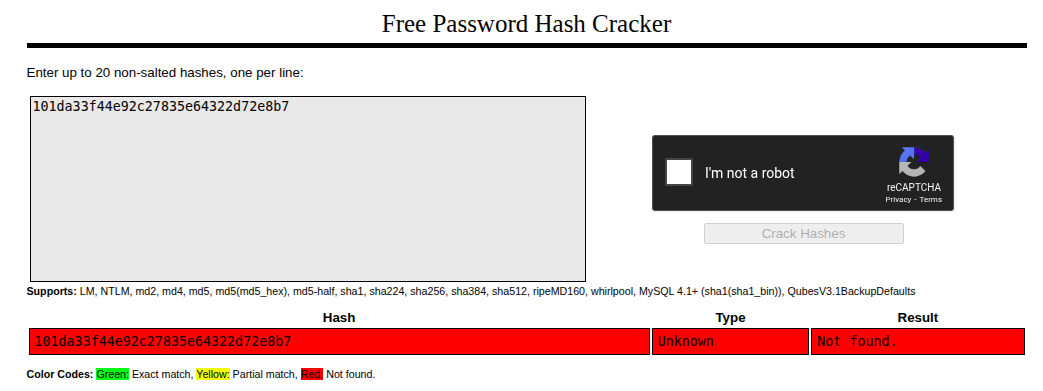 Free Password Hash Cracker
Enter up to 20 non-salted hashes, one per line:
101da33f44e92c27835e64322d72e8b7
I'm not a robot
reCAPTCHA
Privacy - Terms
Crack Hashes
Supports: LM, NTLM, md2, md4, md5, md5(md5_hex), md5-half, sha1, sha224, sha256, sha384, sha512, ripeMD160, whirlpool, MySQL 4.1+ (sha1(sha1_bin)), QubesV3.1BackupDefaults
Hash Type Result
101da33f44e92c27835e64322d72e8b7 Unknown Not found.
Color Codes: Green: Exact match, Yellow: Partial match, Red: Not found.